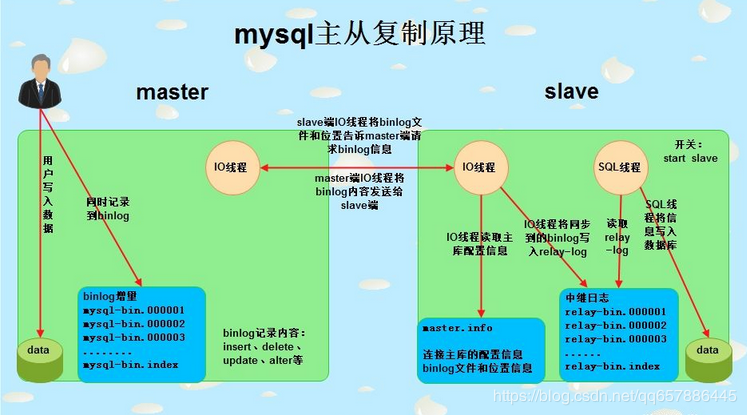 mysql主从复制原理
master
slave
slave端IO线程将binlog文
件和位置告诉master端请
求binlog信息
开关：
start slave
IO线程
IO线程
SQL线程
master端IO线程将
binlog内容发送给
slave端
用户写入数据
同时记录
到binlog
IO线程读取主
库配置信息
IO线程将同步
到的binlog写
入relay-log
读取
relay
-log
SQL线
程将信
息写入
数据库
binlog增量
mysql-bin.000001
mysql-bin.000002
mysql-bin.000003
........
mysql-bin.index
binlog记录内容：
insert、delete、
update、alter等
data
master.info
连接主库的配置信息
binlog文件和位置信息
中继日志
relay-bin.000001
relay-bin.000002
relay-bin.000003
......
relay-bin.index
data
https://blog.csdn.net/qq657886445